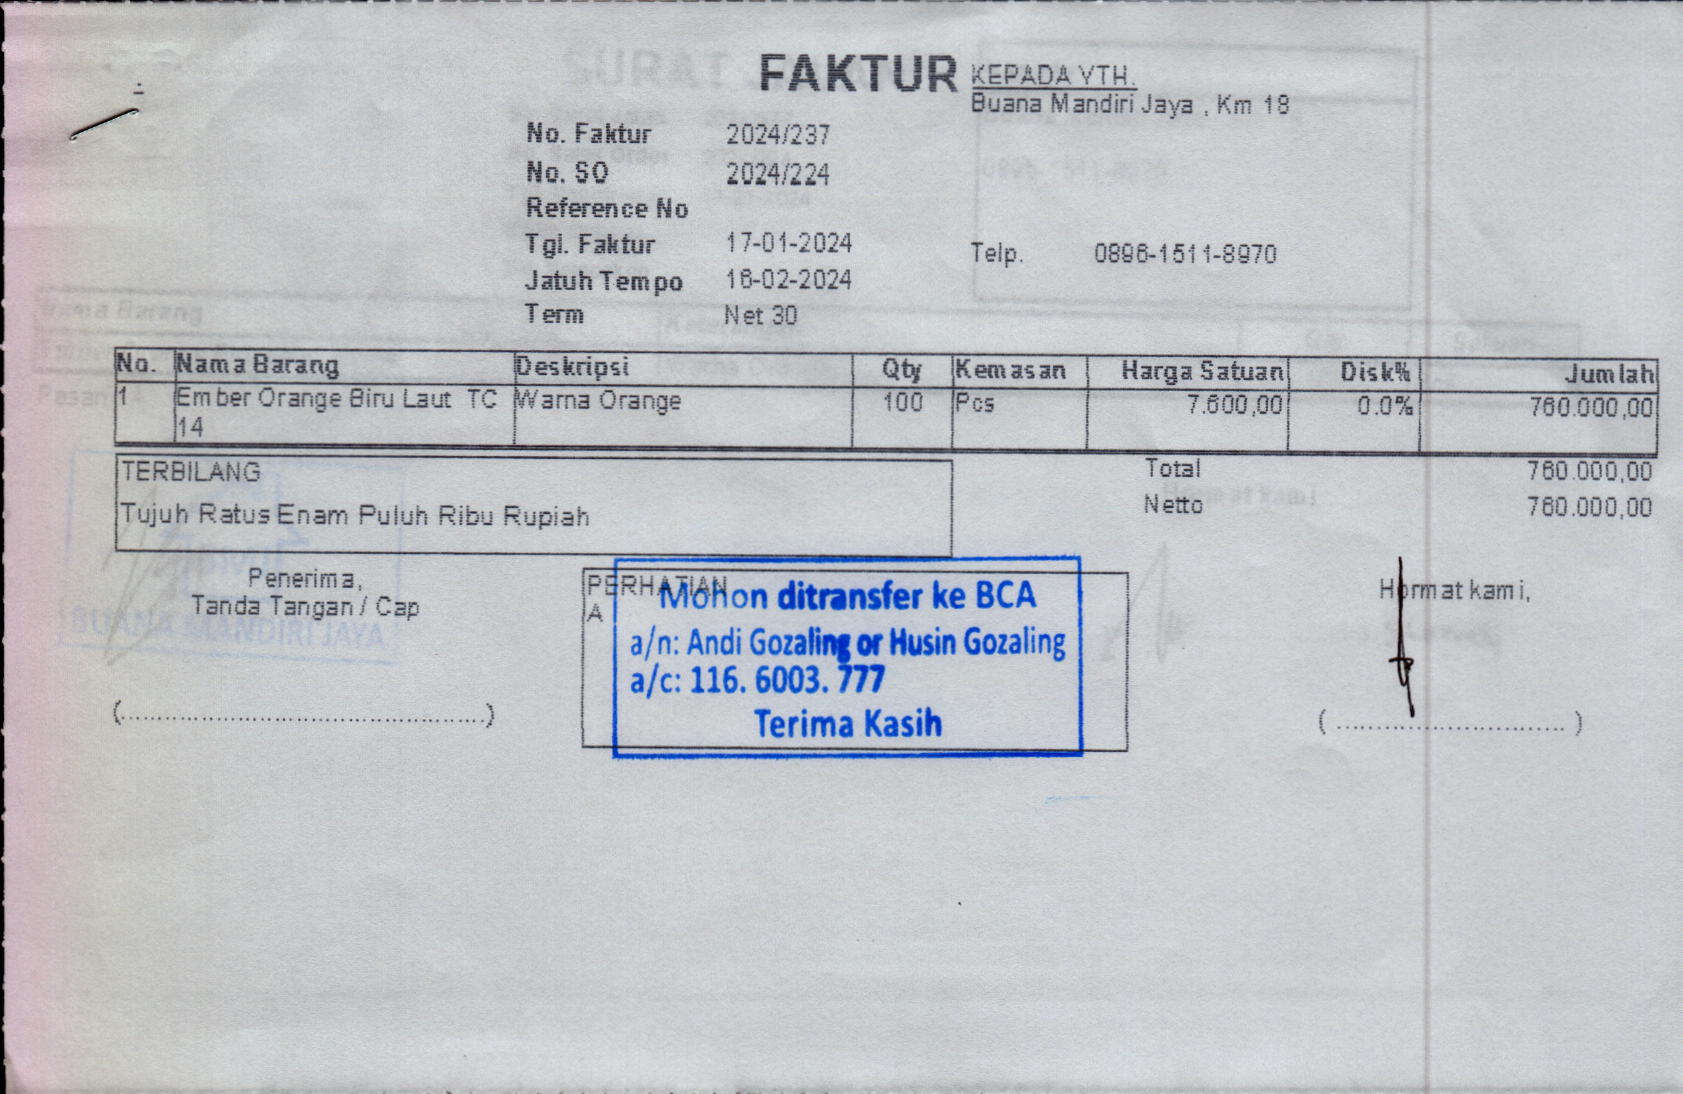 FAKTUR
KEPADA YTH.
Buana Mandiri Jaya , Km 18
No. Faktur 2024/237
No. SO 2024/224
Reference No
Tgl. Faktur 17-01-2024
Telp. 0896-1511-8970
Jatuh Tempo 16-02-2024
Term Net 30
No. Nama Barang Deskripsi Qty Kemasan Harga Satuan Disk% Jumlah
1 Ember Orange Biru Laut TC Warna Orange 100 Pcs 7.600,00 0.0% 760.000,00
14
TERBILANG
Tujuh Ratus Enam Puluh Ribu Rupiah
Total 760.000,00
Netto 760.000,00
Penerima,
Tanda Tangan / Cap
(..............................................)
PERHATIAN
A
Mohon ditransfer ke BCA
a/n: Andi Gozaling or Husin Gozaling
a/c: 116. 6003. 777
Terima Kasih
Hormat kami,
( ............................. )
BUANA MANDIRI JAYA